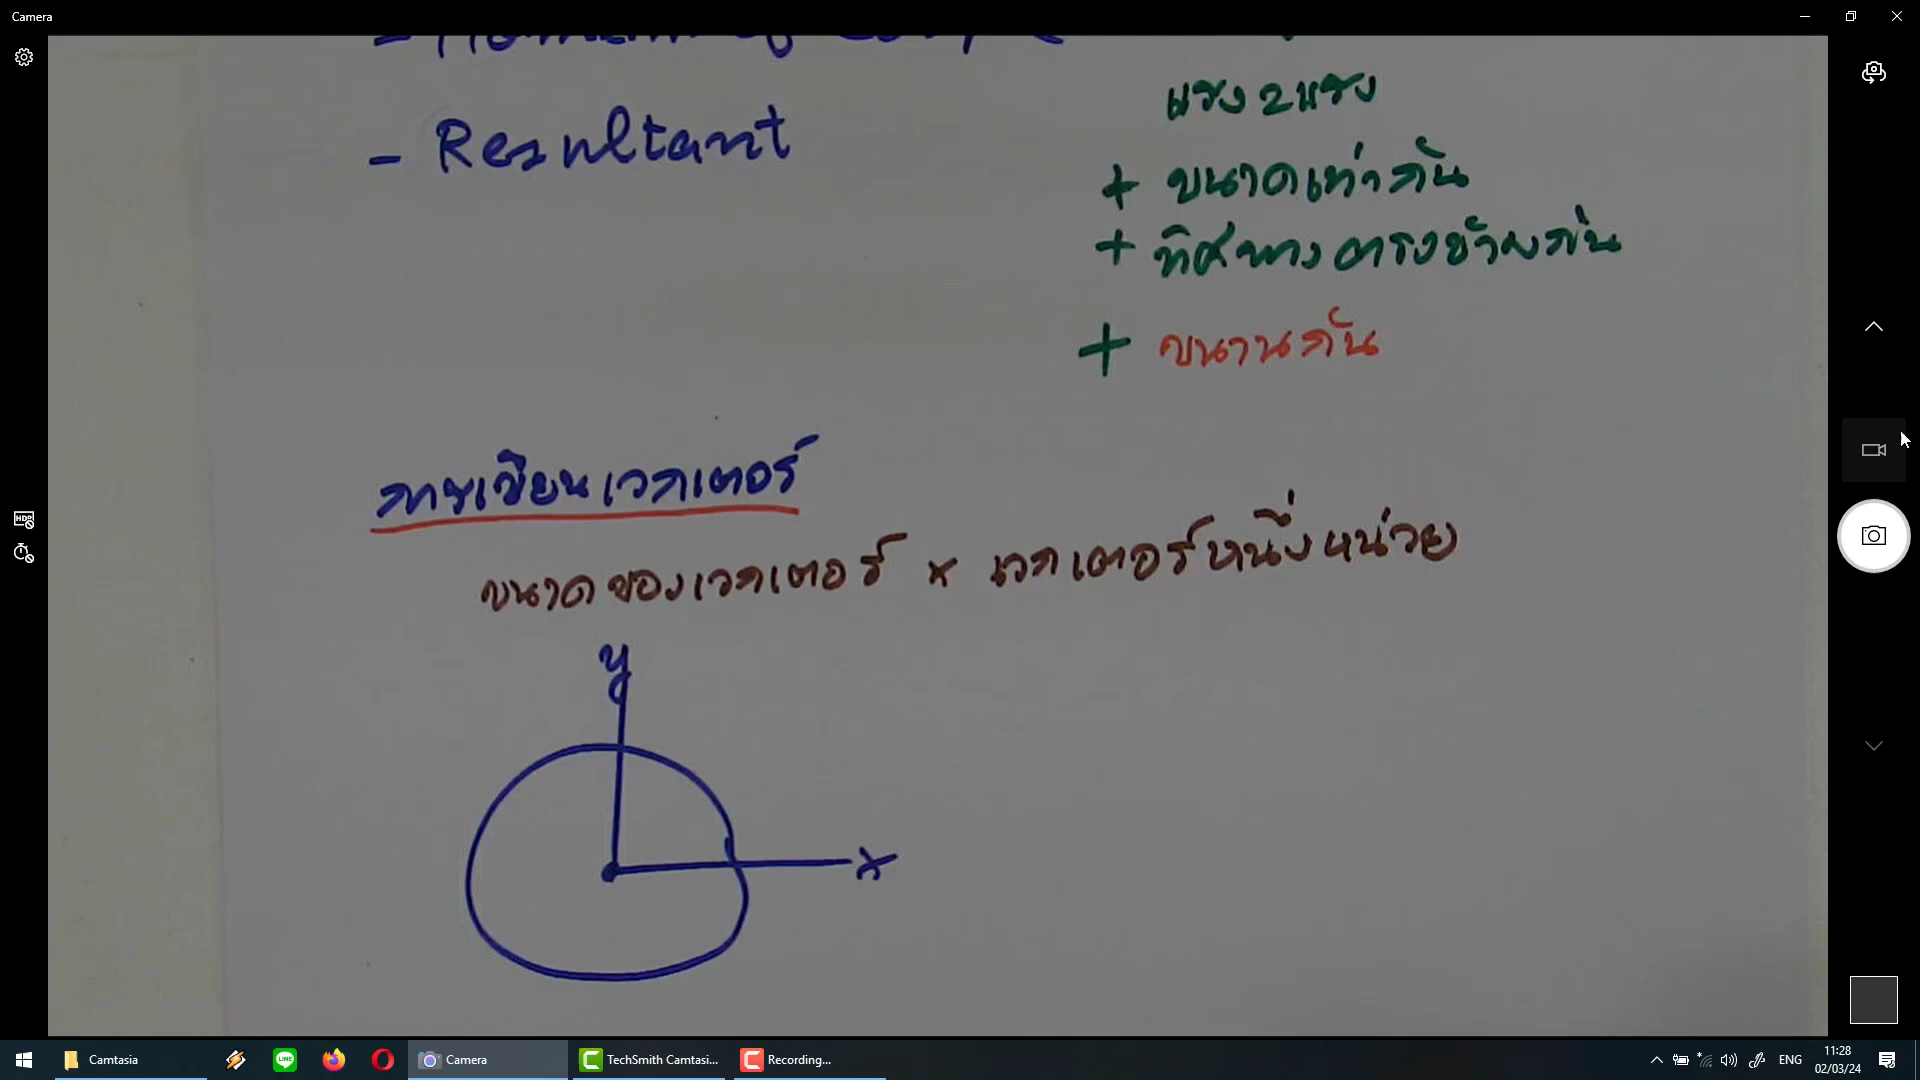 Camera
- Resultant
แรง 2 แรง
+ ขนาดเท่ากัน
+ ทิศทางตรงข้ามกัน
+ ขนานกัน
การเขียนเวกเตอร์
ขนาดของเวกเตอร์ × เวกเตอร์หนึ่งหน่วย
y
x
Camtasia
Camera
TechSmith Camtasi...
Recording...
ENG
11:28
02/03/24